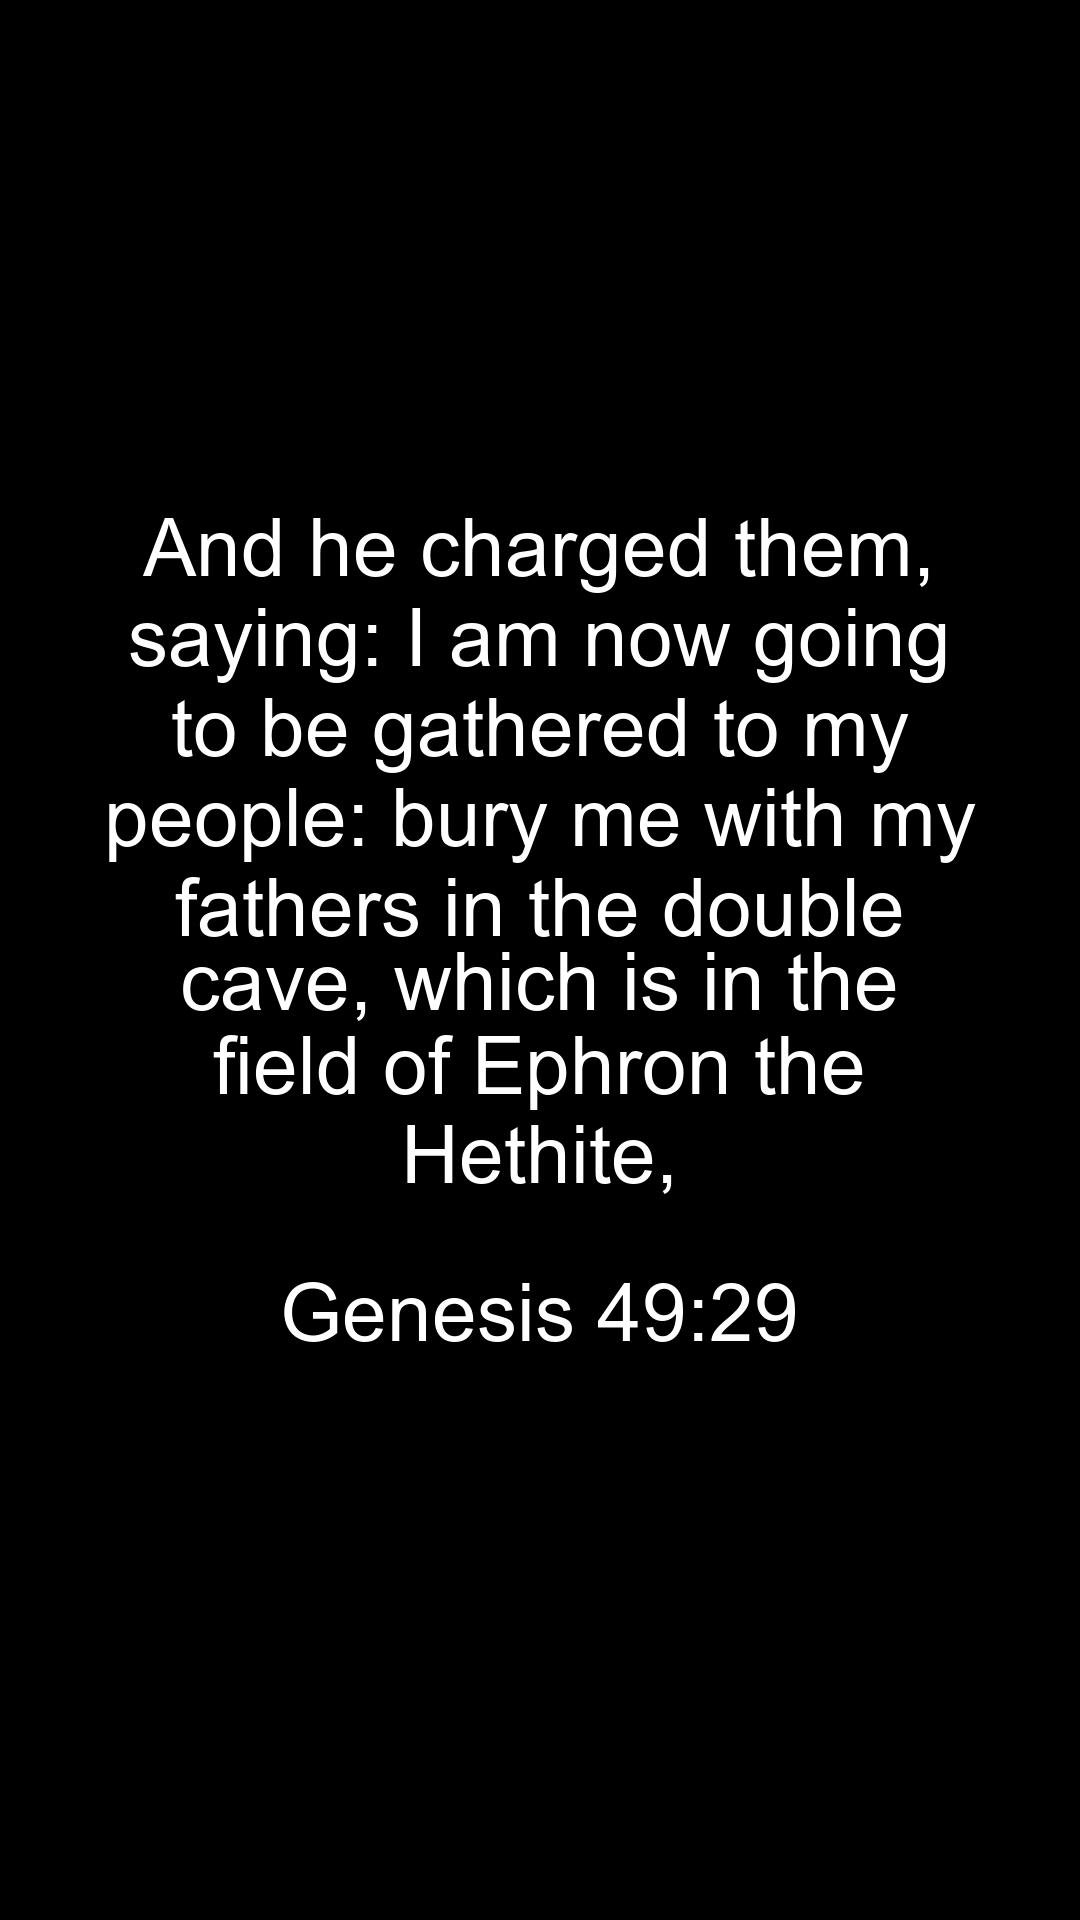 And he charged them,
saying: I am now going
to be gathered to my
people: bury me with my
fathers in the double
cave, which is in the
field of Ephron the
Hethite,
Genesis 49:29